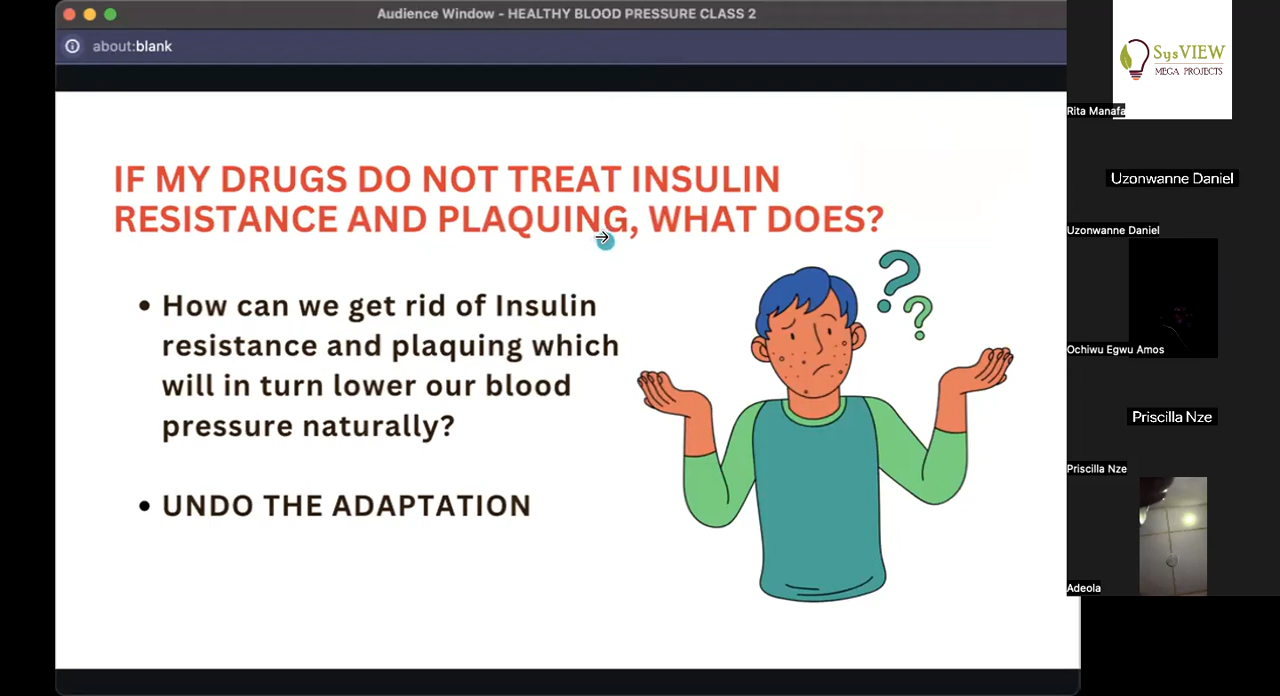 Audience Window - HEALTHY BLOOD PRESSURE CLASS 2
about:blank
IF MY DRUGS DO NOT TREAT INSULIN
RESISTANCE AND PLAQUING, WHAT DOES?
• How can we get rid of Insulin
resistance and plaquing which
will in turn lower our blood
pressure naturally?
• UNDO THE ADAPTATION
SysVIEW
MEGA PROJECTS
Rita Manafa
Uzonwanne Daniel
Uzonwanne Daniel
Ochiwu Egwu Amos
Priscilla Nze
Priscilla Nze
Adeola